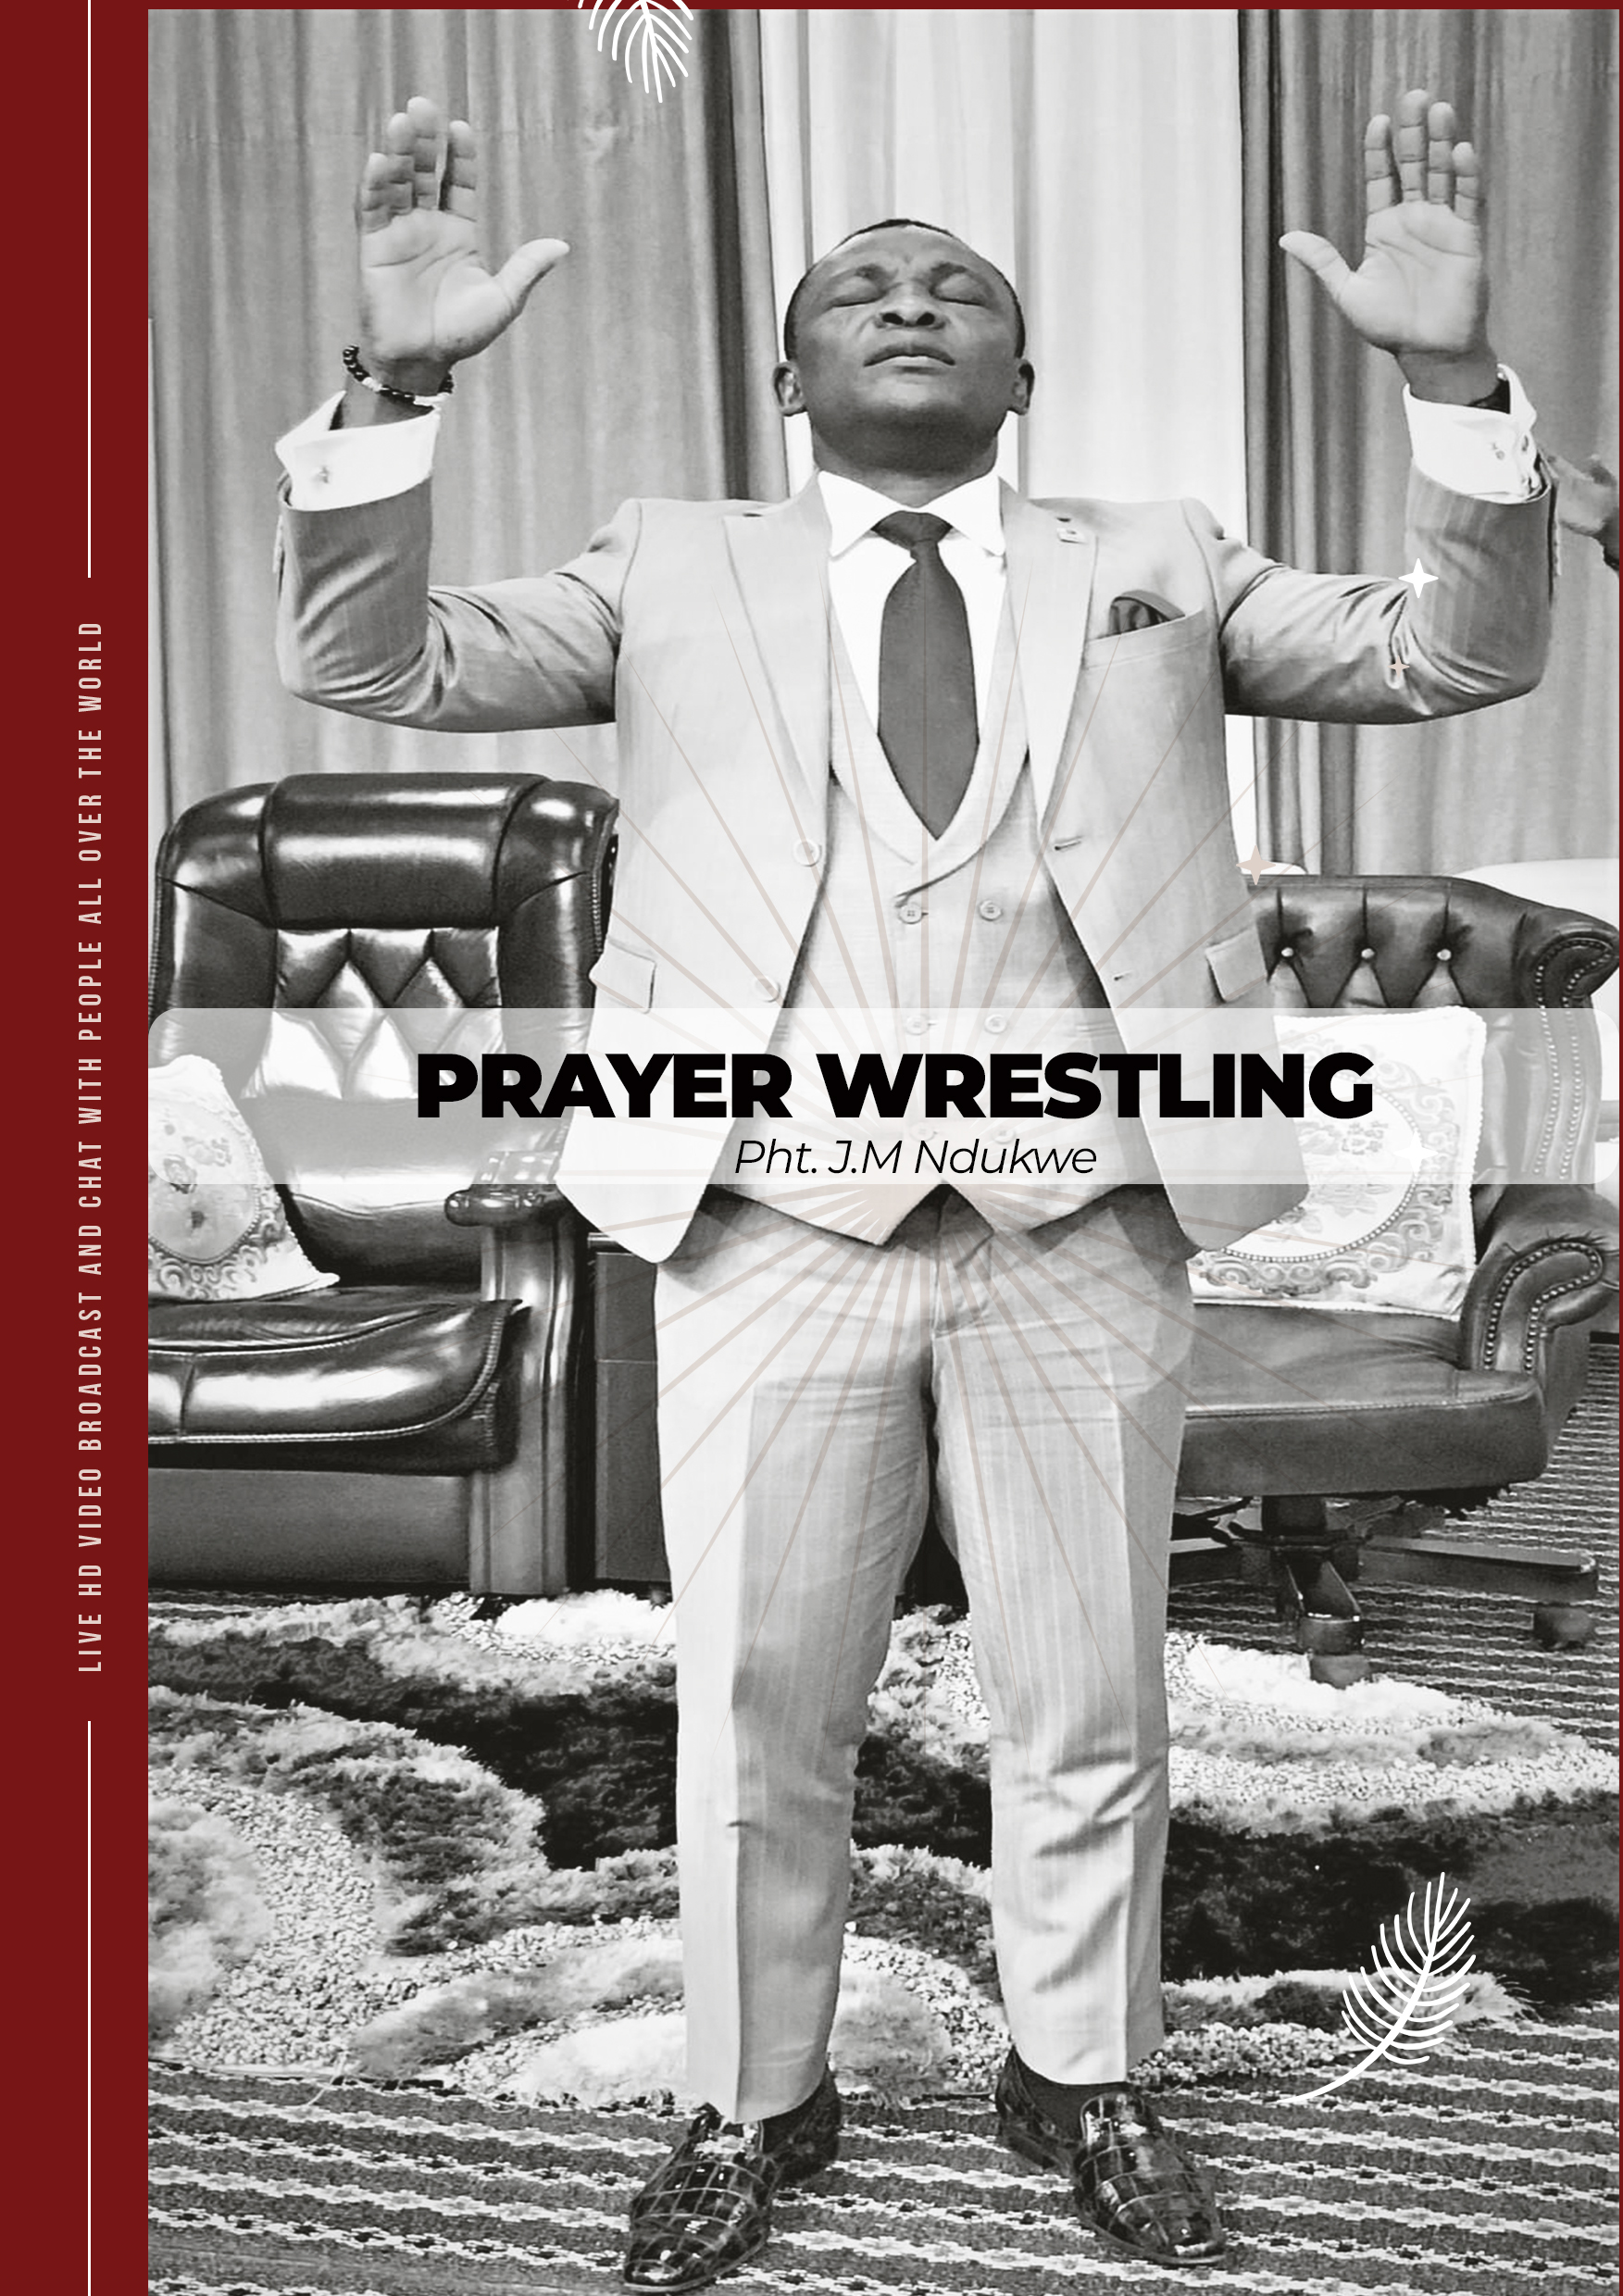 LIVE HD VIDEO BROADCAST AND CHAT WITH PEOPLE ALL OVER THE WORLD
PRAYER WRESTLING
Pht. J.M Ndukwe